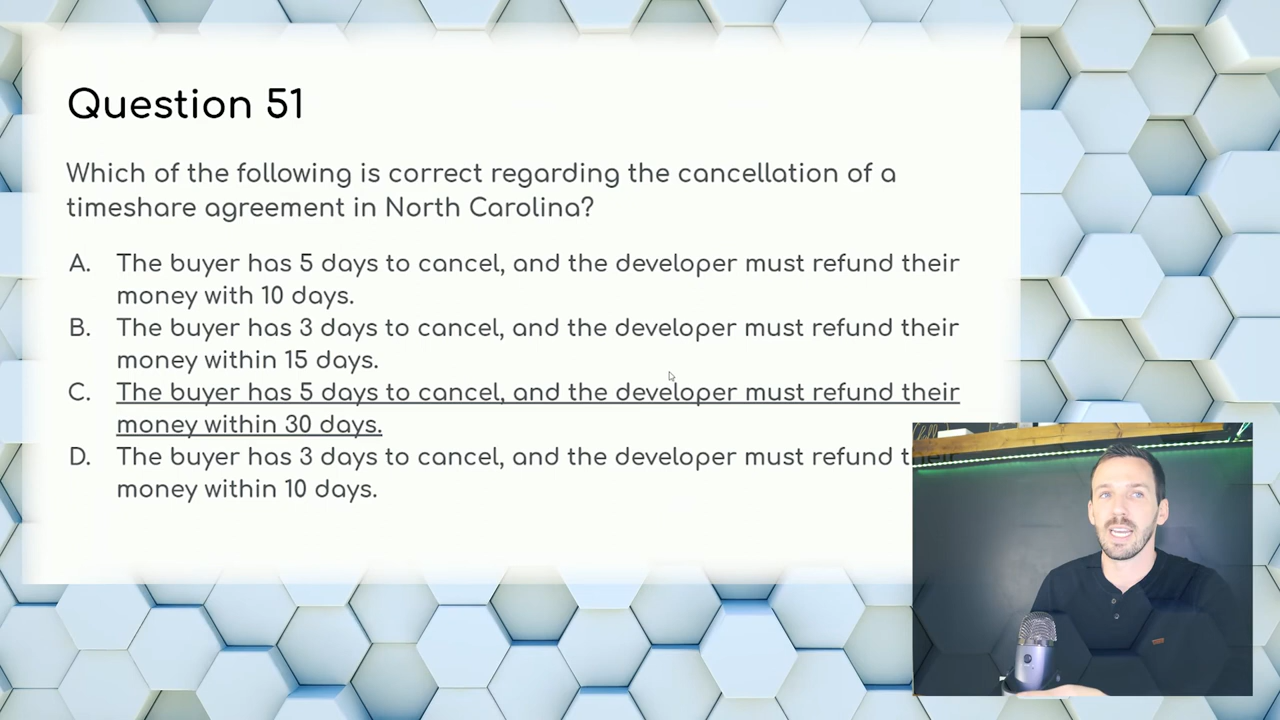 Question 51
Which of the following is correct regarding the cancellation of a
timeshare agreement in North Carolina?
A. The buyer has 5 days to cancel, and the developer must refund their
money with 10 days.
B. The buyer has 3 days to cancel, and the developer must refund their
money within 15 days.
C. The buyer has 5 days to cancel, and the developer must refund their
money within 30 days.
D. The buyer has 3 days to cancel, and the developer must refund their
money within 10 days.